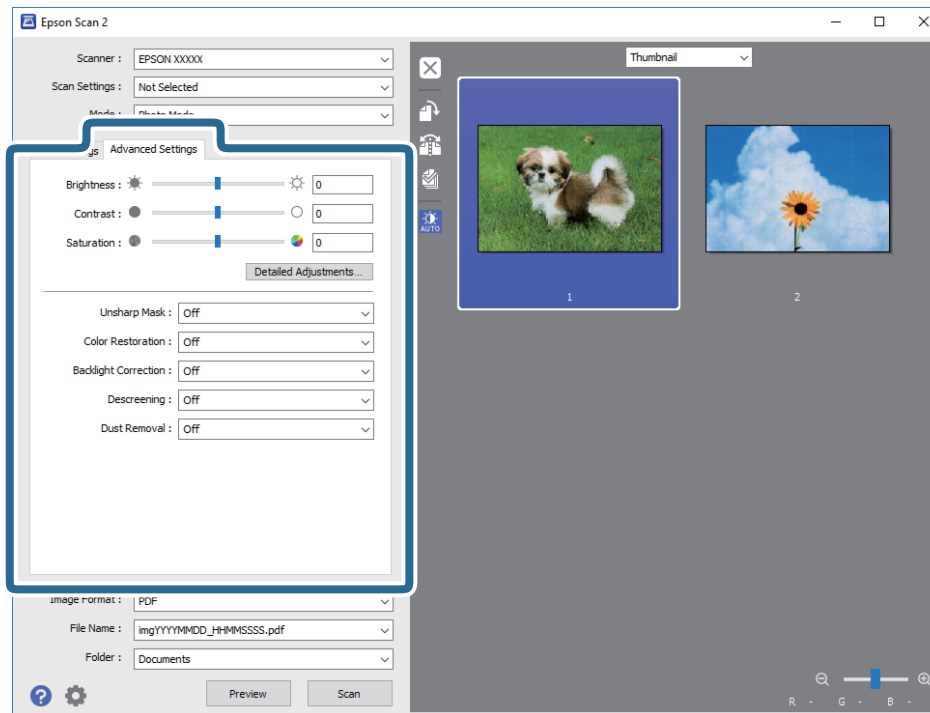 Epson Scan 2
Scanner : EPSON XXXXX
Scan Settings : Not Selected
Thumbnail
Advanced Settings
Brightness : 0
Contrast : 0
Saturation : 0
Detailed Adjustments...
Unsharp Mask : Off
Color Restoration : Off
Backlight Correction : Off
Descreening : Off
Dust Removal : Off
AUTO
1
2
Image Format : PDF
File Name : imgYYYYMMDD_HHMMSSSS.pdf
Folder : Documents
Preview
Scan
R - G - B -